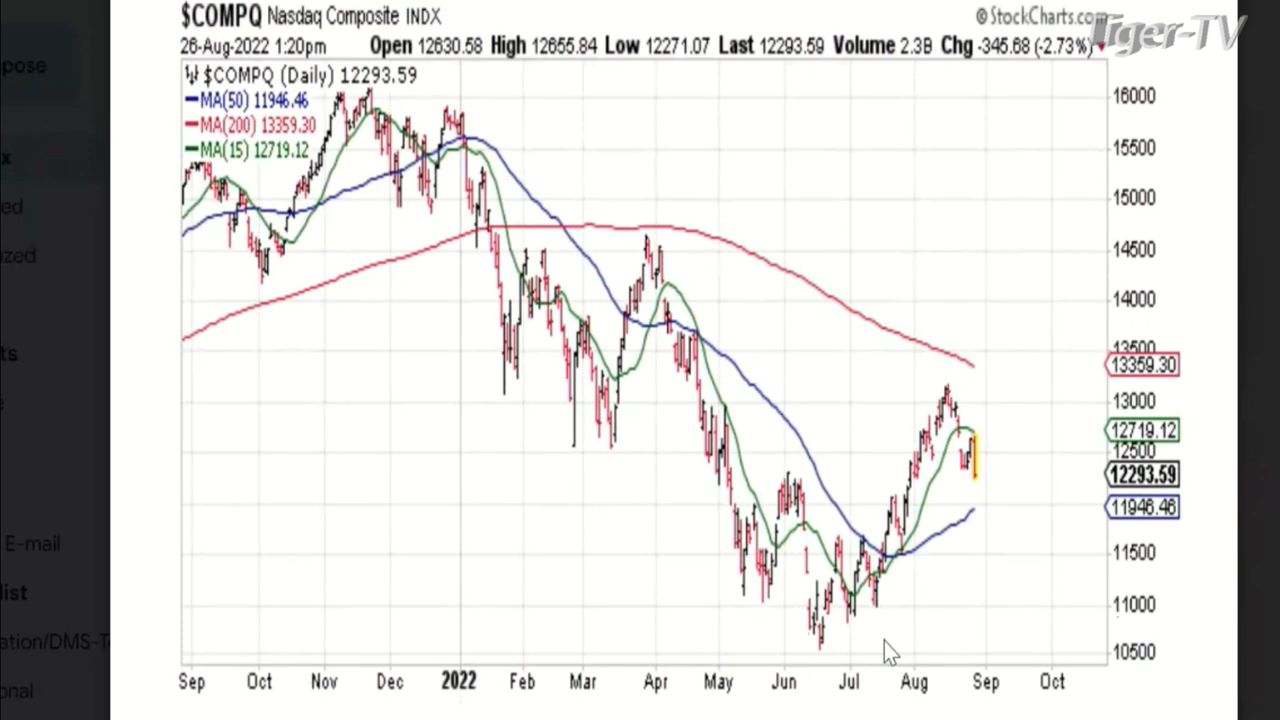 $COMPQ Nasdaq Composite INDX
© StockCharts.com
Tiger-TV
26-Aug-2022 1:20pm Open 12630.58 High 12655.84 Low 12271.07 Last 12293.59 Volume 2.3B Chg -345.68 (-2.73%)
$COMPQ (Daily) 12293.59
MA(50) 11946.46
MA(200) 13359.30
MA(15) 12719.12
16000
15500
15000
14500
14000
13500
13359.30
13000
12719.12
12500
12293.59
11946.46
11500
11000
10500
Sep Oct Nov Dec 2022 Feb Mar Apr May Jun Jul Aug Sep Oct
E-mail